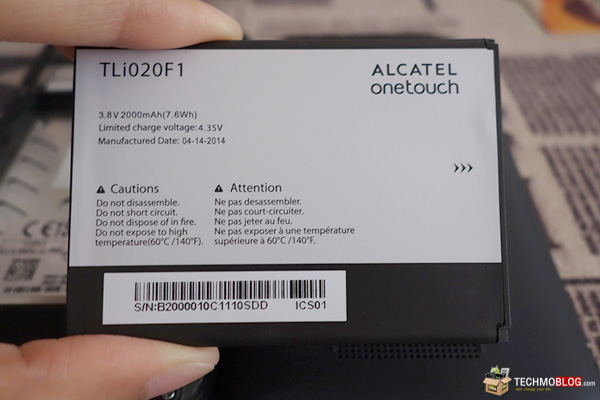 TLi020F1
ALCATEL
onetouch
3.8V 2000mAh(7.6Wh)
Limited charge voltage: 4.35V
Manufactured Date: 04-14-2014
>>>
Cautions
Do not disassemble.
Do not short circuit.
Do not dispose of in fire.
Do not expose to high
temperature(60°C /140°F).
Attention
Ne pas desassembler.
Ne pas court-circuiter.
Ne pas jeter au feu.
Ne pas exposer à une température
supérieure à 60°C /140°F).
S/N:B2000010C1110SDD
ICS01
TECHMOBLOG.com